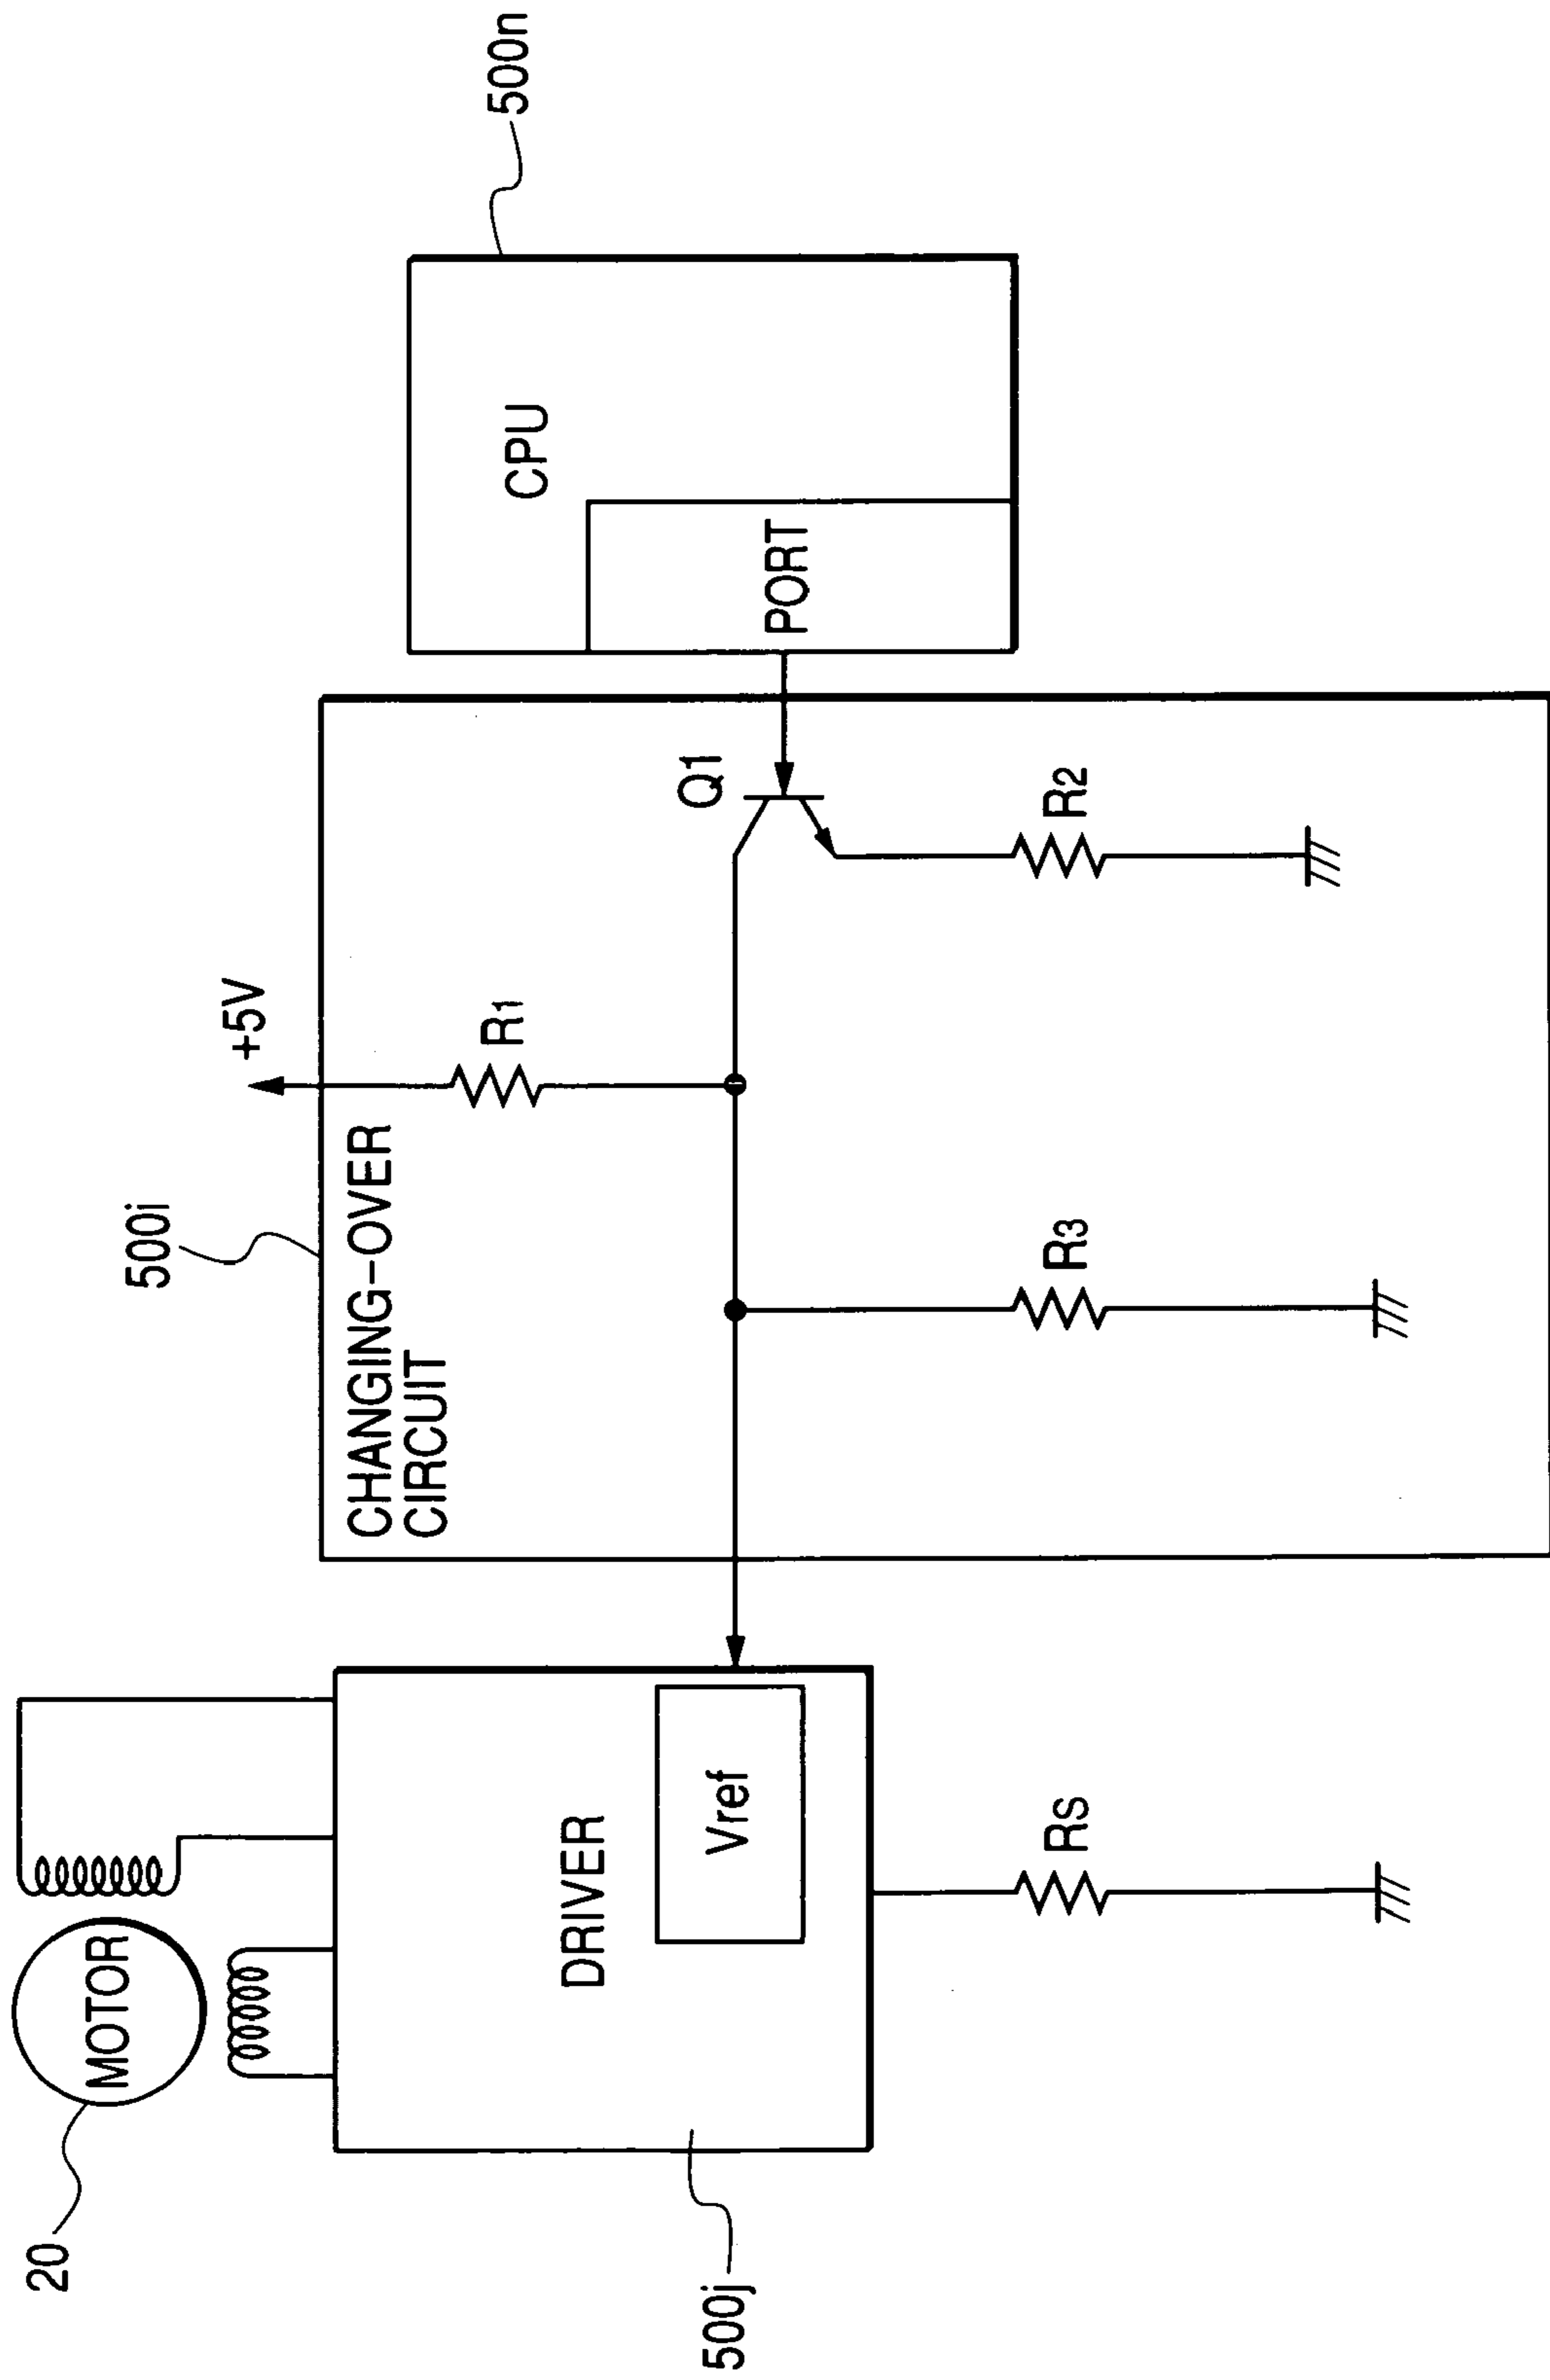 20
MOTOR
500j
DRIVER
Vref
RS
500i
CHANGING-OVER
CIRCUIT
+5V
R1
R3
Q1
R2
500n
CPU
PORT